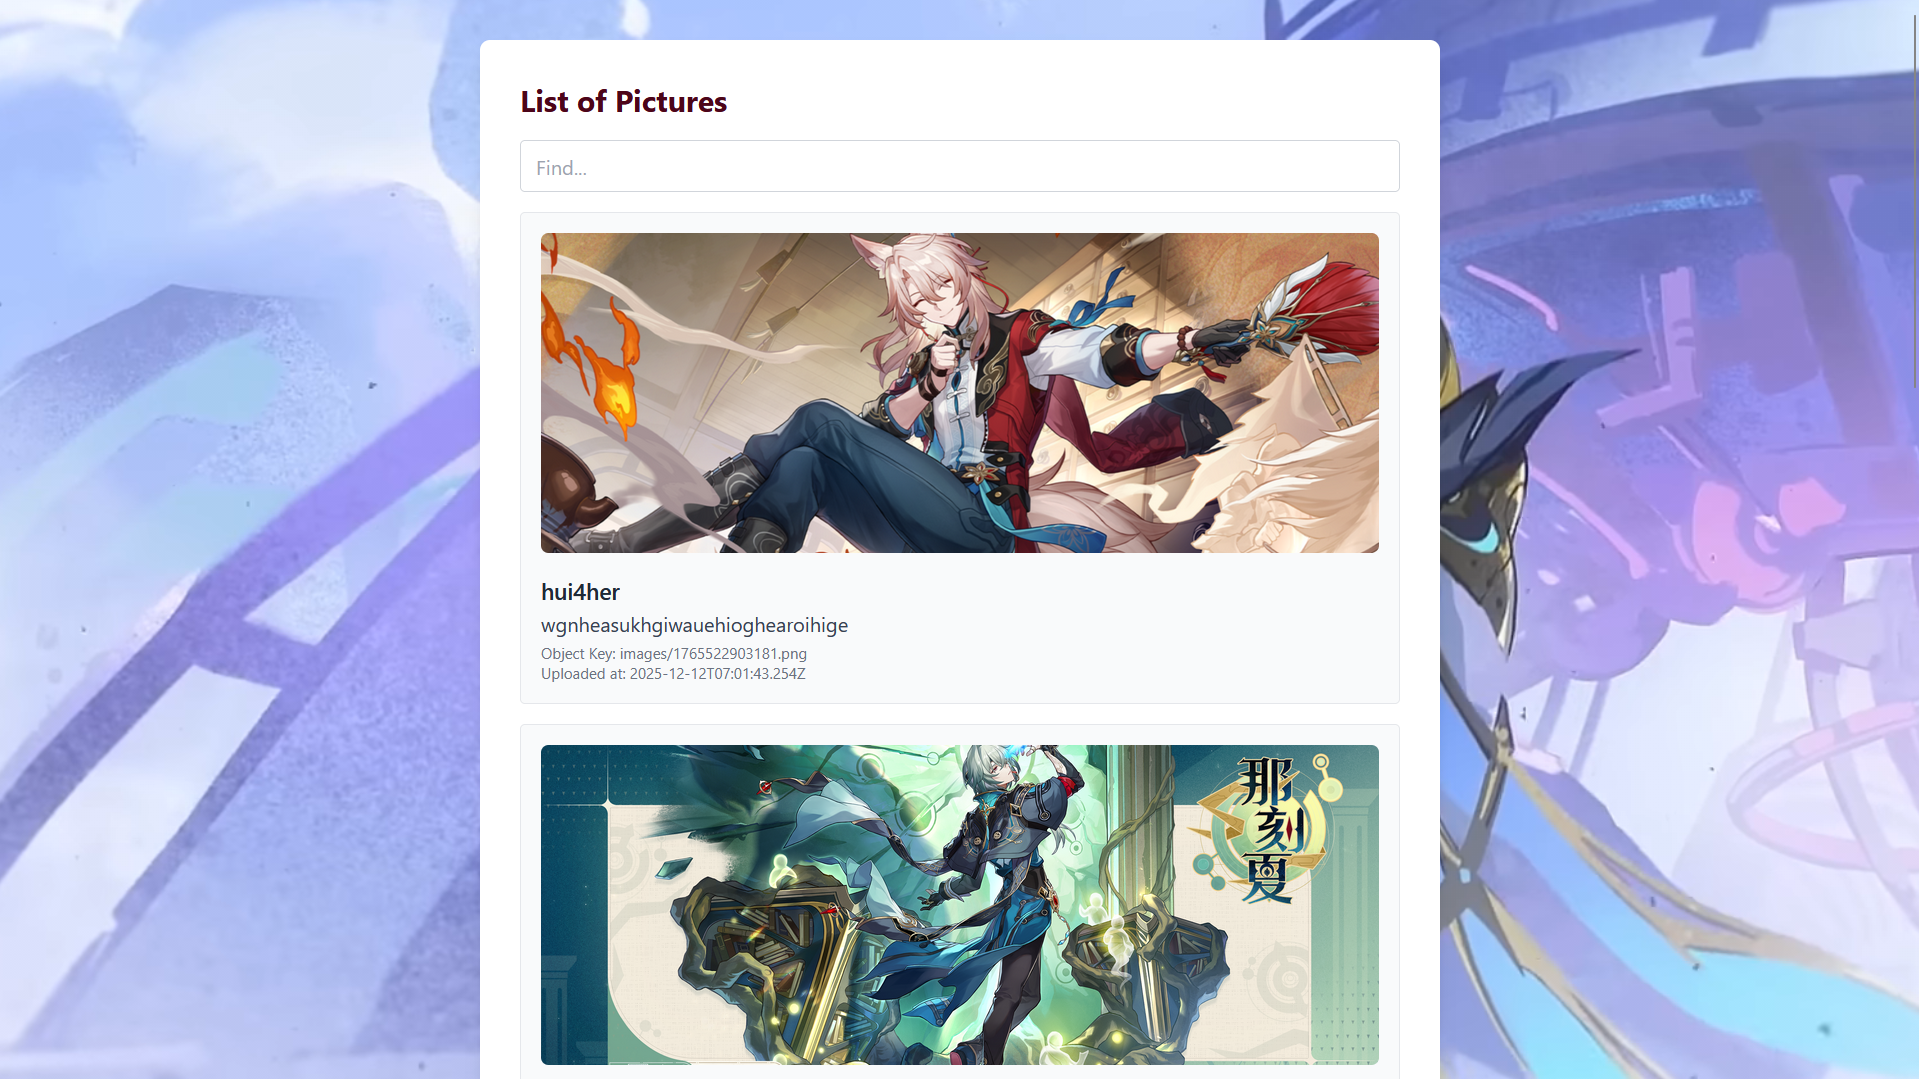 List of Pictures
Find...
hui4her
wgnheasukhgiwauehioghearoihige
Object Key: images/1765522903181.png
Uploaded at: 2025-12-12T07:01:43.254Z
那刻夏